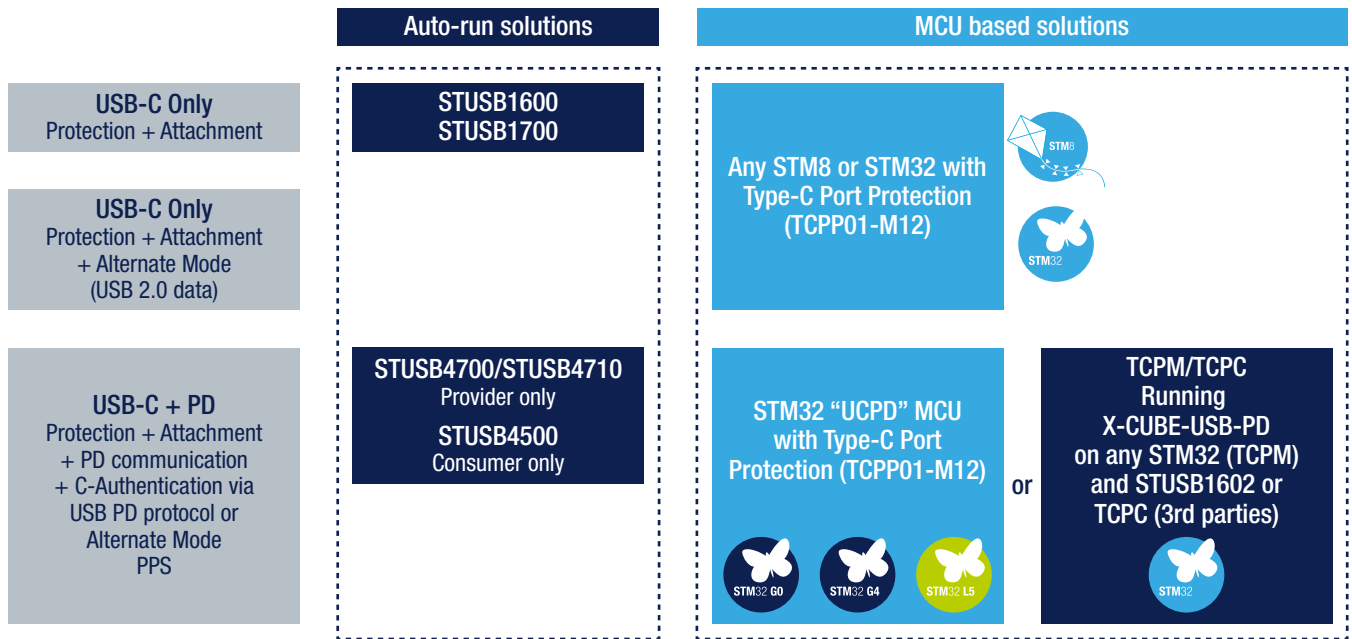 Auto-run solutions
MCU based solutions
USB-C Only
Protection + Attachment
STUSB1600
STUSB1700
Any STM8 or STM32 with
Type-C Port Protection
(TCPP01-M12)
STM8
STM32
USB-C Only
Protection + Attachment
+ Alternate Mode
(USB 2.0 data)
USB-C + PD
Protection + Attachment
+ PD communication
+ C-Authentication via
USB PD protocol or
Alternate Mode
PPS
STUSB4700/STUSB4710
Provider only
STUSB4500
Consumer only
STM32 “UCPD” MCU
with Type-C Port
Protection (TCPP01-M12)
STM32 G0
STM32 G4
STM32 L5
or
TCPM/TCPC
Running
X-CUBE-USB-PD
on any STM32 (TCPM)
and STUSB1602 or
TCPC (3rd parties)
STM32